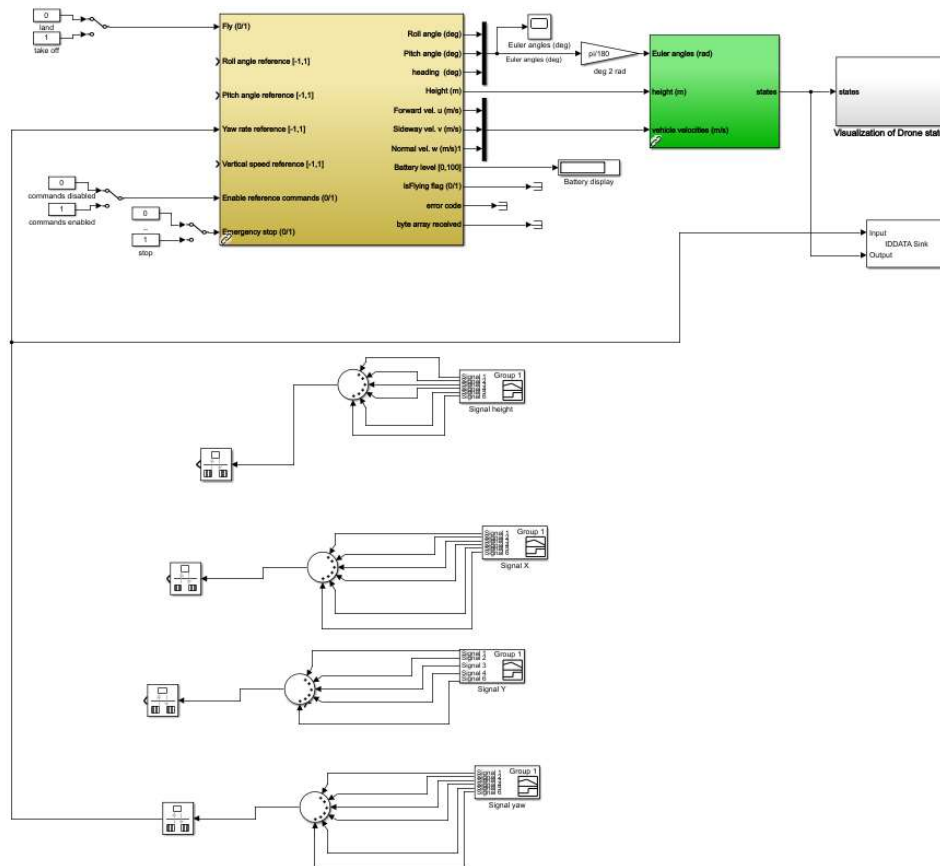 0
land
1
take off
Fly (0/1)
Roll angle reference [-1,1]
Pitch angle reference [-1,1]
Yaw rate reference [-1,1]
Vertical speed reference [-1,1]
Enable reference commands (0/1)
Emergency stop (0/1)
0
commands disabled
1
commands enabled
0
...
1
stop
Roll angle (deg)
Pitch angle (deg)
heading (deg)
Height (m)
Forward vel. u (m/s)
Sideway vel. v (m/s)
Normal vel. w (m/s)1
Battery level [0,100]
isFlying flag (0/1)
error code
byte array received
Euler angles (deg)
Euler angles (deg)
pi/180
deg 2 rad
Battery display
Euler angles (rad)
height (m)
vehicle velocities (m/s)
states
states
Visualization of Drone stat
Input
IDDATA Sink
Output
Group 1
Signal height
Group 1
Signal X
Signal 1
Signal 2
Signal 3
Signal 4
Signal 6
Group 1
Signal Y
Group 1
Signal yaw